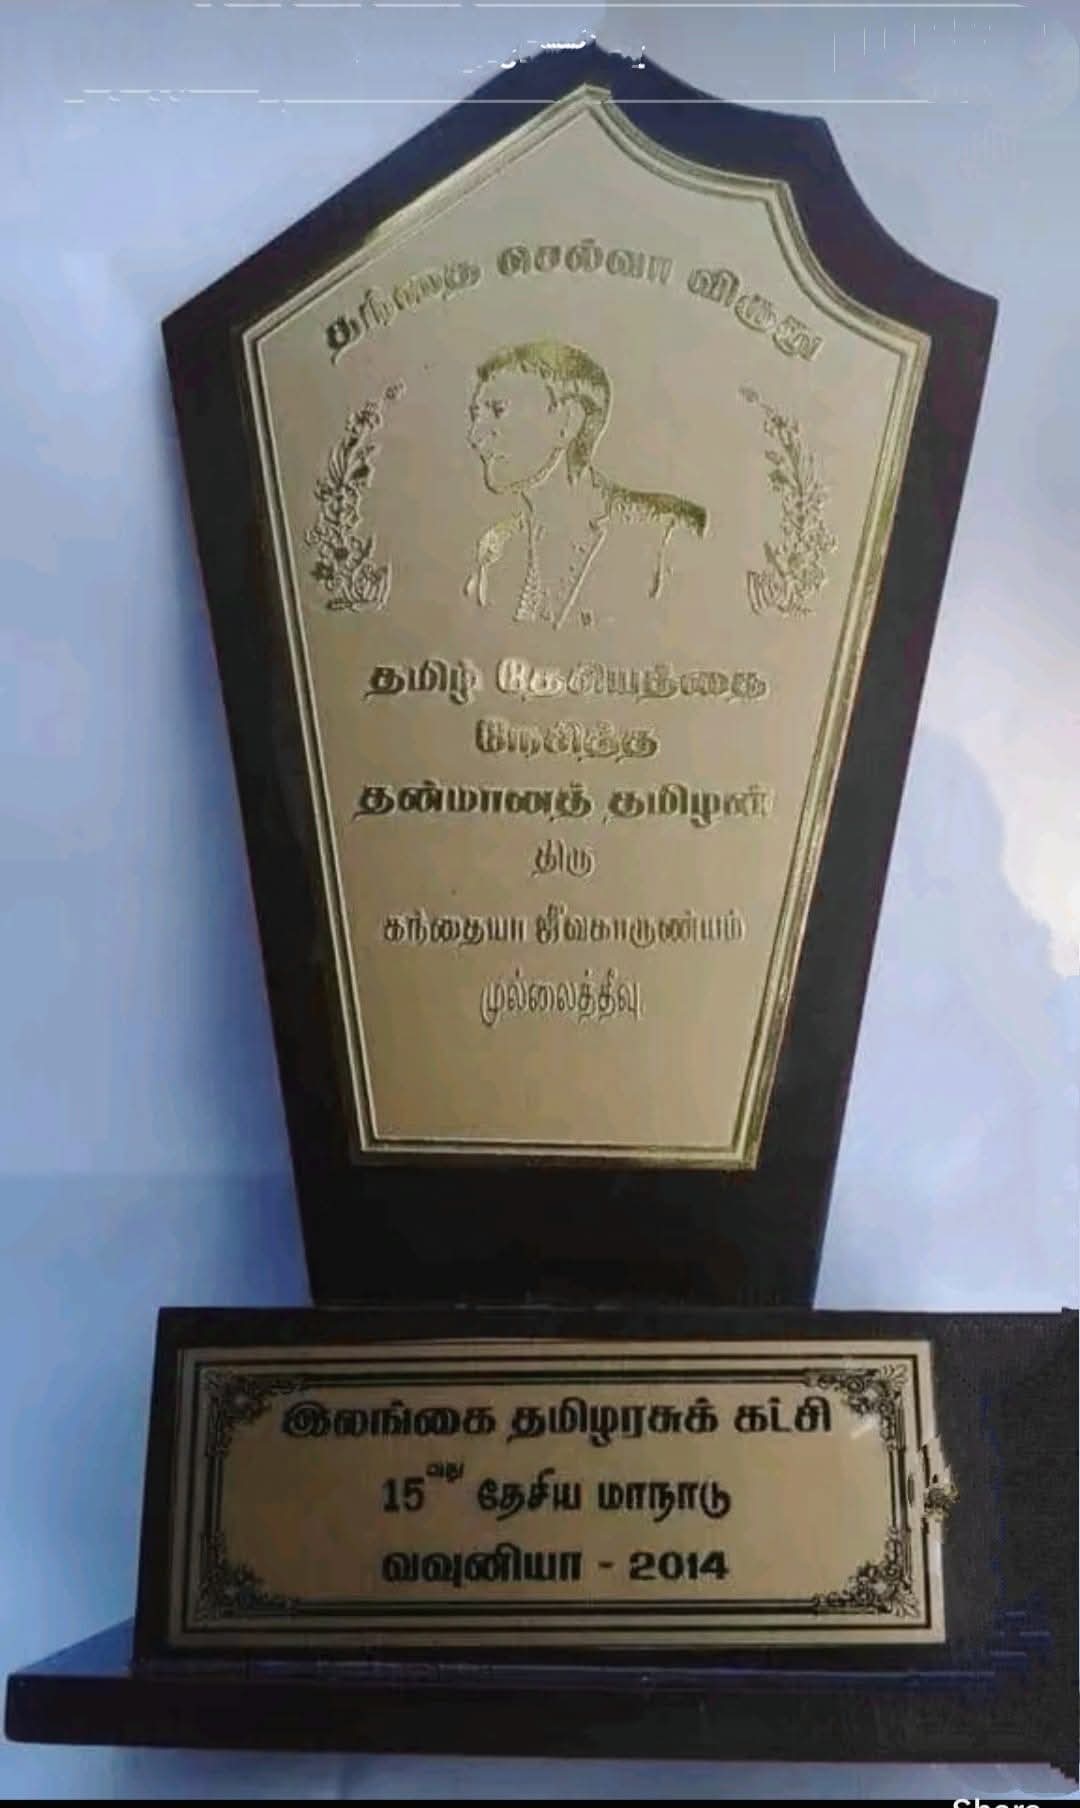 தந்தை செல்வா விருது
தமிழ் தேசியத்தை
நேசித்த
தன்மானத் தமிழன்
திரு
கந்தையா ஜீவகாருண்யம்
முல்லைத்தீவு
இலங்கை தமிழரசுக் கட்சி
15வது தேசிய மாநாடு
வவுனியா - 2014